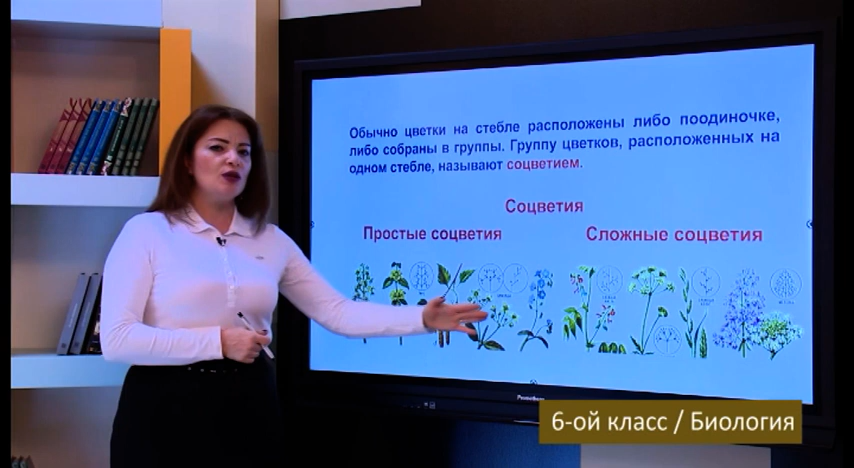 Обычно цветки на стебле расположены либо поодиночке,
либо собраны в группы. Группу цветков, расположенных на
одном стебле, называют соцветием.
Соцветия
Простые соцветия
Сложные соцветия
Promethean
6-ой класс / Биология